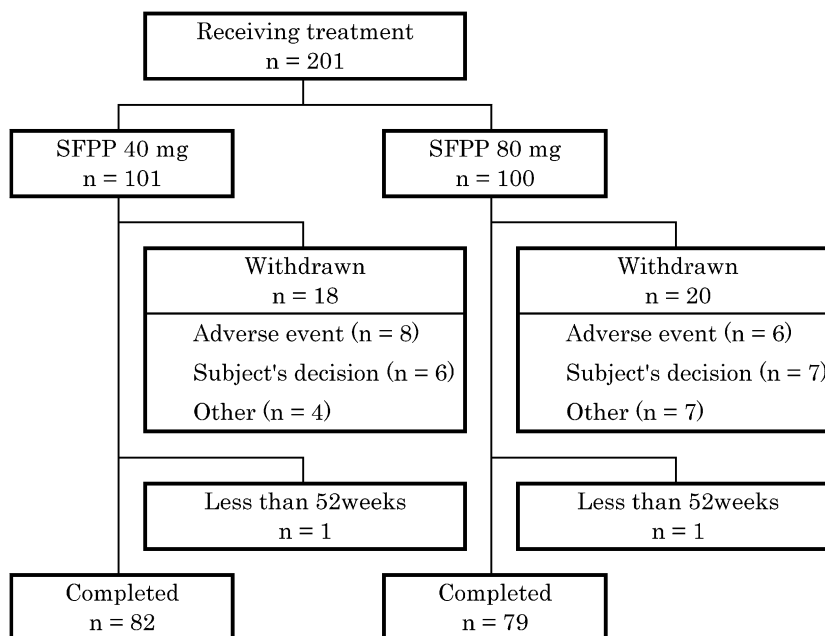 Receiving treatment
n = 201
SFPP 40 mg
n = 101
SFPP 80 mg
n = 100
Withdrawn
n = 18
Adverse event (n = 8)
Subject's decision (n = 6)
Other (n = 4)
Withdrawn
n = 20
Adverse event (n = 6)
Subject's decision (n = 7)
Other (n = 7)
Less than 52weeks
n = 1
Less than 52weeks
n = 1
Completed
n = 82
Completed
n = 79